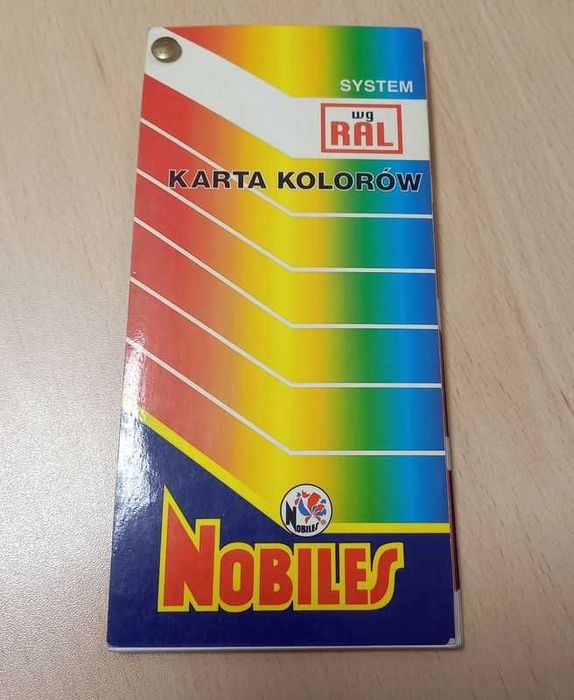 SYSTEM
wg
RAL
KARTA KOLORÓW
NOBILES ®
NOBILES